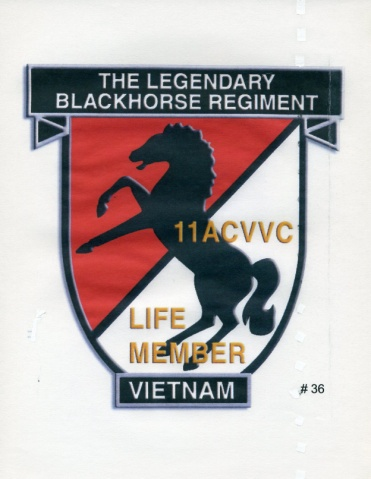 THE LEGENDARY
BLACKHORSE REGIMENT
11ACVVC
LIFE
MEMBER
VIETNAM
# 36